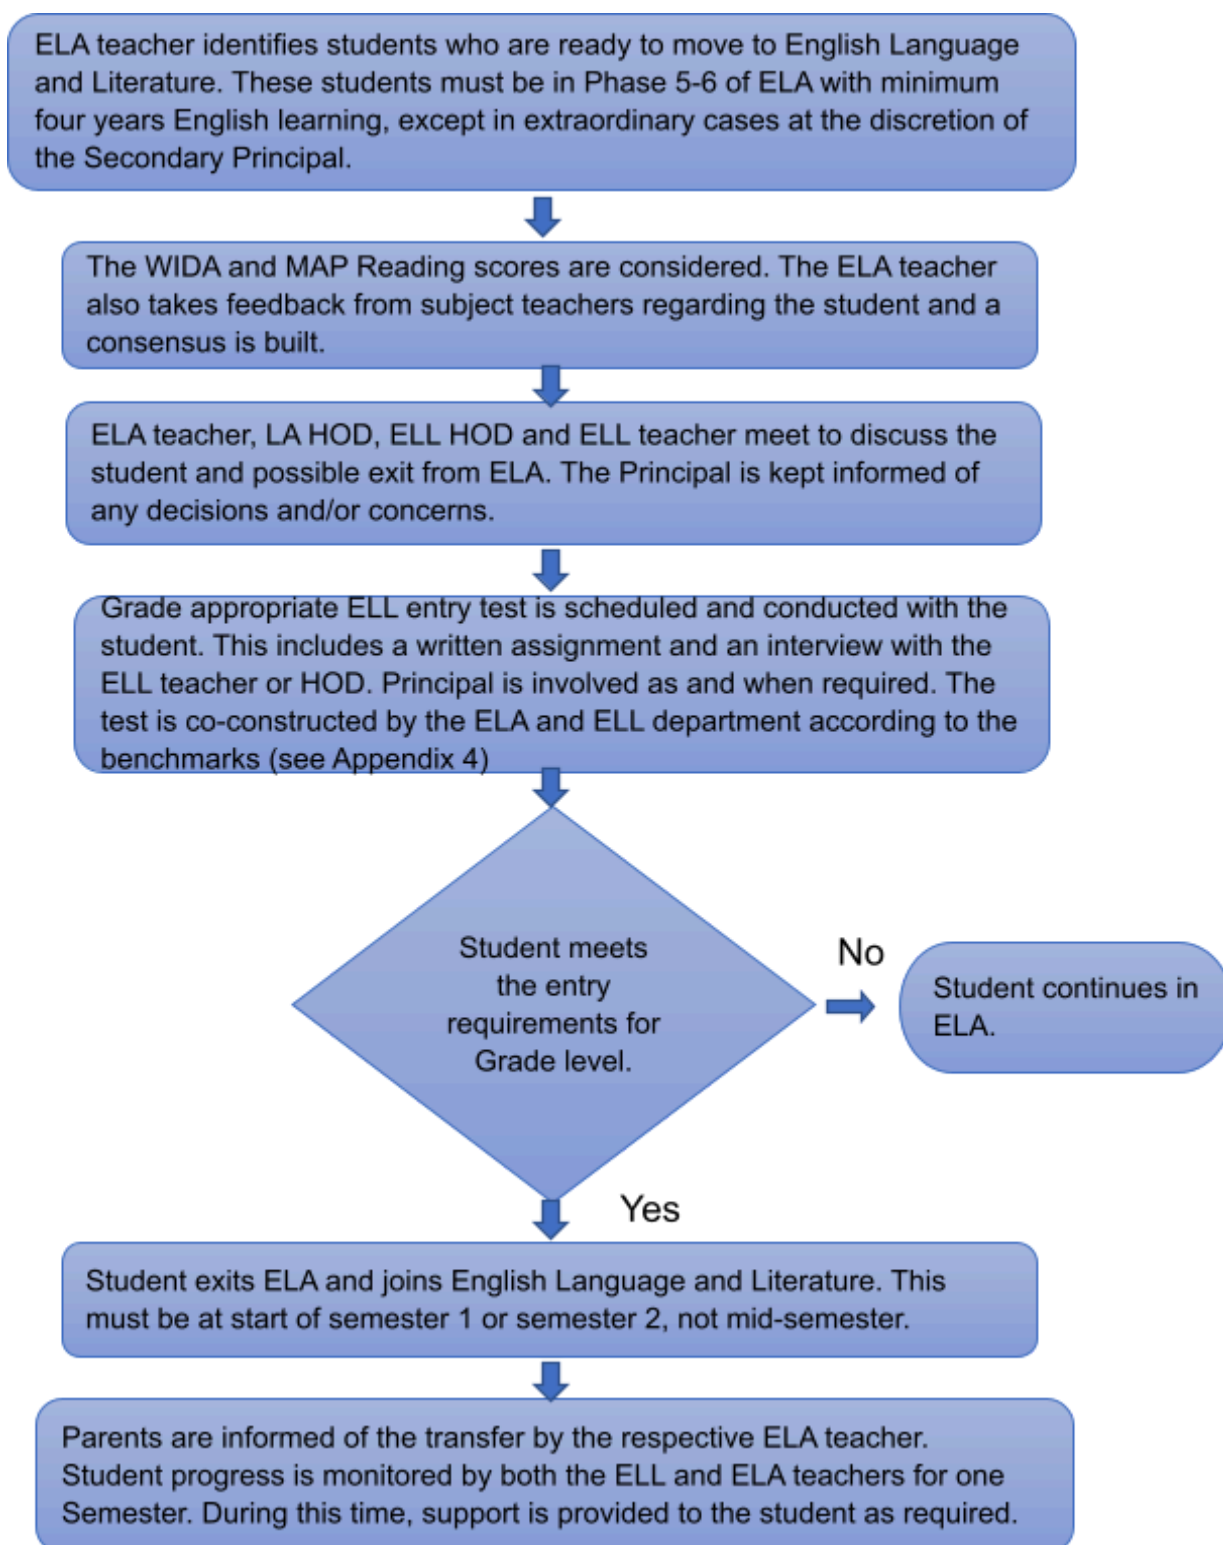 ELA teacher identifies students who are ready to move to English Language
and Literature. These students must be in Phase 5-6 of ELA with minimum
four years English learning, except in extraordinary cases at the discretion of
the Secondary Principal.
The WIDA and MAP Reading scores are considered. The ELA teacher
also takes feedback from subject teachers regarding the student and a
consensus is built.
ELA teacher, LA HOD, ELL HOD and ELL teacher meet to discuss the
student and possible exit from ELA. The Principal is kept informed of
any decisions and/or concerns.
Grade appropriate ELL entry test is scheduled and conducted with the
student. This includes a written assignment and an interview with the
ELL teacher or HOD. Principal is involved as and when required. The
test is co-constructed by the ELA and ELL department according to the
benchmarks (see Appendix 4)
Student meets
the entry
requirements for
Grade level.
No
Student continues in
ELA.
Yes
Student exits ELA and joins English Language and Literature. This
must be at start of semester 1 or semester 2, not mid-semester.
Parents are informed of the transfer by the respective ELA teacher.
Student progress is monitored by both the ELL and ELA teachers for one
Semester. During this time, support is provided to the student as required.